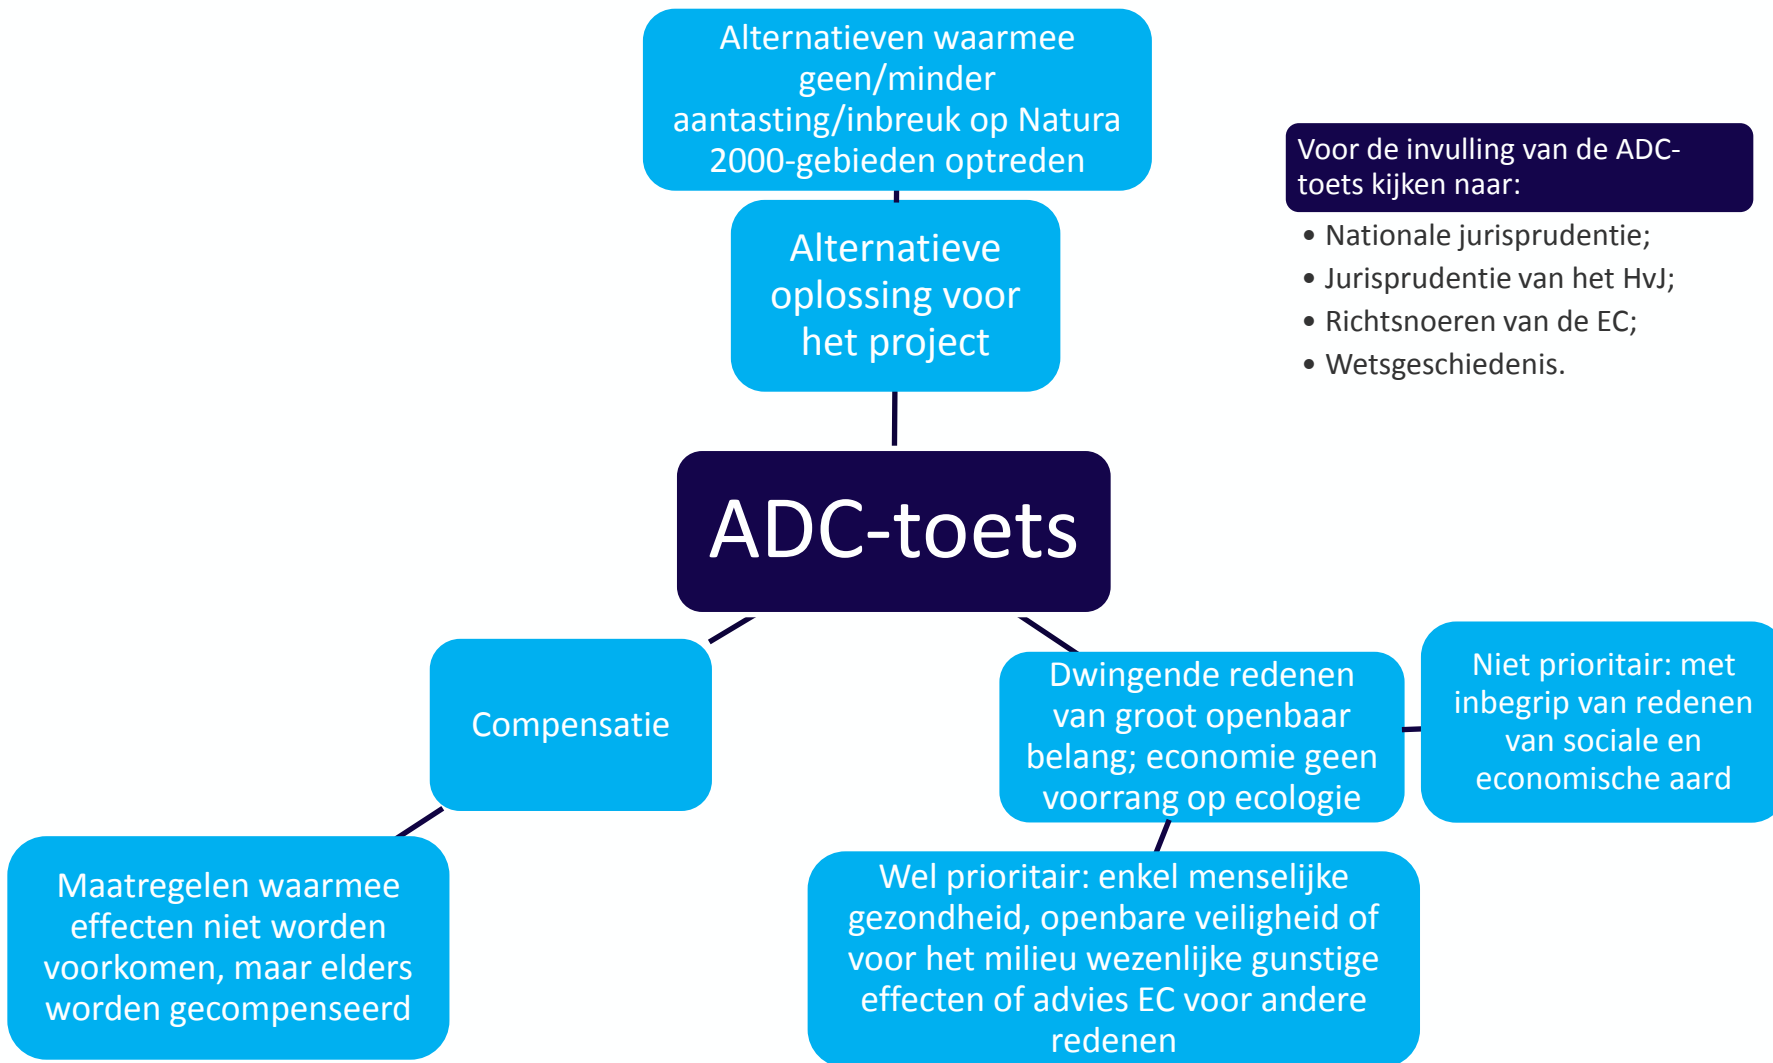 Alternatieven waarmee
geen/minder
aantasting/inbreuk op Natura
2000-gebieden optreden
Alternatieve
oplossing voor
het project
Voor de invulling van de ADC-
toets kijken naar:
• Nationale jurisprudentie;
• Jurisprudentie van het HvJ;
• Richtsnoeren van de EC;
• Wetsgeschiedenis.
ADC-toets
Compensatie
Maatregelen waarmee
effecten niet worden
voorkomen, maar elders
worden gecompenseerd
Dwingende redenen
van groot openbaar
belang; economie geen
voorrang op ecologie
Niet prioritair: met
inbegrip van redenen
van sociale en
economische aard
Wel prioritair: enkel menselijke
gezondheid, openbare veiligheid of
voor het milieu wezenlijke gunstige
effecten of advies EC voor andere
redenen